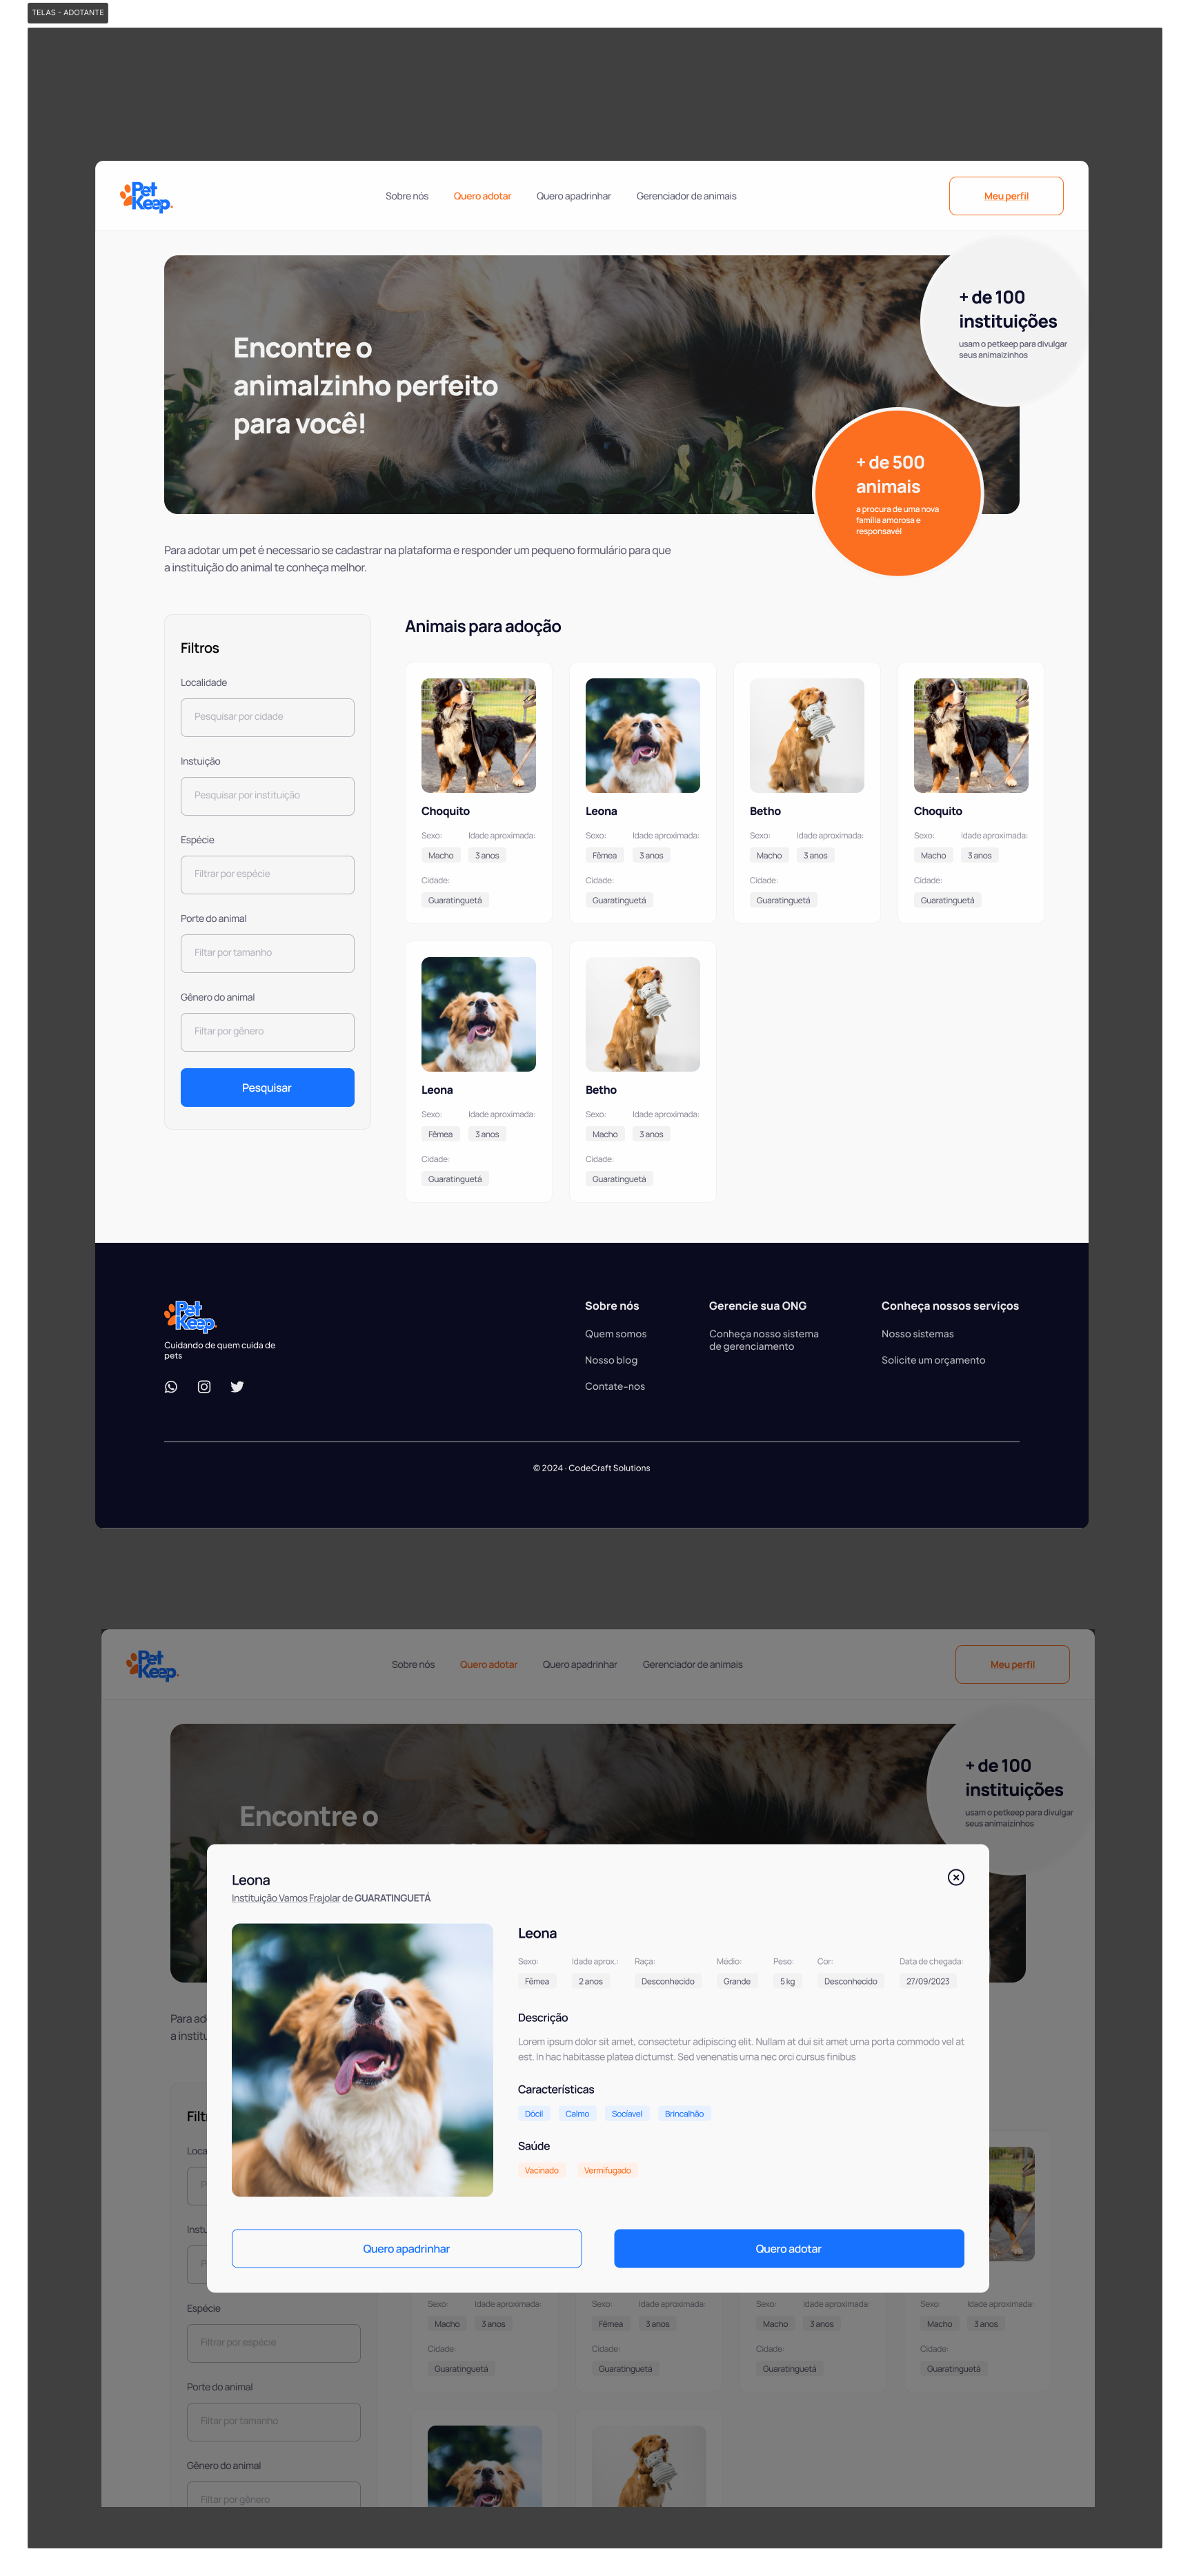 TELAS - ADOTANTE
Pet
Keep.
Sobre nós
Quero adotar
Quero apadrinhar
Gerenciador de animais
Meu perfil
Encontre o
animalzinho perfeito
para você!
+ de 100
instituições
usam o petkeep para divulgar
seus animaizinhos
+ de 500
animais
a procura de uma nova
família amorosa e
responsavél
Para adotar um pet é necessario se cadastrar na plataforma e responder um pequeno formulário para que
a instituição do animal te conheça melhor.
Filtros
Localidade
Pesquisar por cidade
Instuição
Pesquisar por instituição
Espécie
Filtrar por espécie
Porte do animal
Filtar por tamanho
Gênero do animal
Filtar por gênero
Pesquisar
Animais para adoção
Choquito
Sexo: Idade aproximada:
Macho 3 anos
Cidade:
Guaratinguetá
Leona
Sexo: Idade aproximada:
Fêmea 3 anos
Cidade:
Guaratinguetá
Betho
Sexo: Idade aproximada:
Macho 3 anos
Cidade:
Guaratinguetá
Choquito
Sexo: Idade aproximada:
Macho 3 anos
Cidade:
Guaratinguetá
Leona
Sexo: Idade aproximada:
Fêmea 3 anos
Cidade:
Guaratinguetá
Betho
Sexo: Idade aproximada:
Macho 3 anos
Cidade:
Guaratinguetá
Pet
Keep.
Cuidando de quem cuida de
pets
Sobre nós
Quem somos
Nosso blog
Contate-nos
Gerencie sua ONG
Conheça nosso sistema
de gerenciamento
Conheça nossos serviços
Nosso sistemas
Solicite um orçamento
© 2024 · CodeCraft Solutions
Pet
Keep.
Sobre nós
Quero adotar
Quero apadrinhar
Gerenciador de animais
Meu perfil
Encontre o
+ de 100
instituições
usam o petkeep para divulgar
seus animaizinhos
Leona
Instituição Vamos Frajolar de GUARATINGUETÁ
Leona
Sexo: Idade aprox.: Raça: Médio: Peso: Cor: Data de chegada:
Fêmea 2 anos Desconhecido Grande 5 kg Desconhecido 27/09/2023
Descrição
Lorem ipsum dolor sit amet, consectetur adipiscing elit. Nullam at dui sit amet urna porta commodo vel at
est. In hac habitasse platea dictumst. Sed venenatis urna nec orci cursus finibus
Características
Dócil Calmo Socíavel Brincalhão
Saúde
Vacinado Vermifugado
Quero apadrinhar
Quero adotar
Para ad
a institu
Filt
Loca
P
Instu
P
Espécie
Filtrar por espécie
Porte do animal
Filtar por tamanho
Gênero do animal
Filtar por gênero
Sexo: Idade aproximada:
Macho 3 anos
Cidade:
Guaratinguetá
Sexo: Idade aproximada:
Fêmea 3 anos
Cidade:
Guaratinguetá
Sexo: Idade aproximada:
Macho 3 anos
Cidade:
Guaratinguetá
Sexo: Idade aproximada:
Macho 3 anos
Cidade:
Guaratinguetá